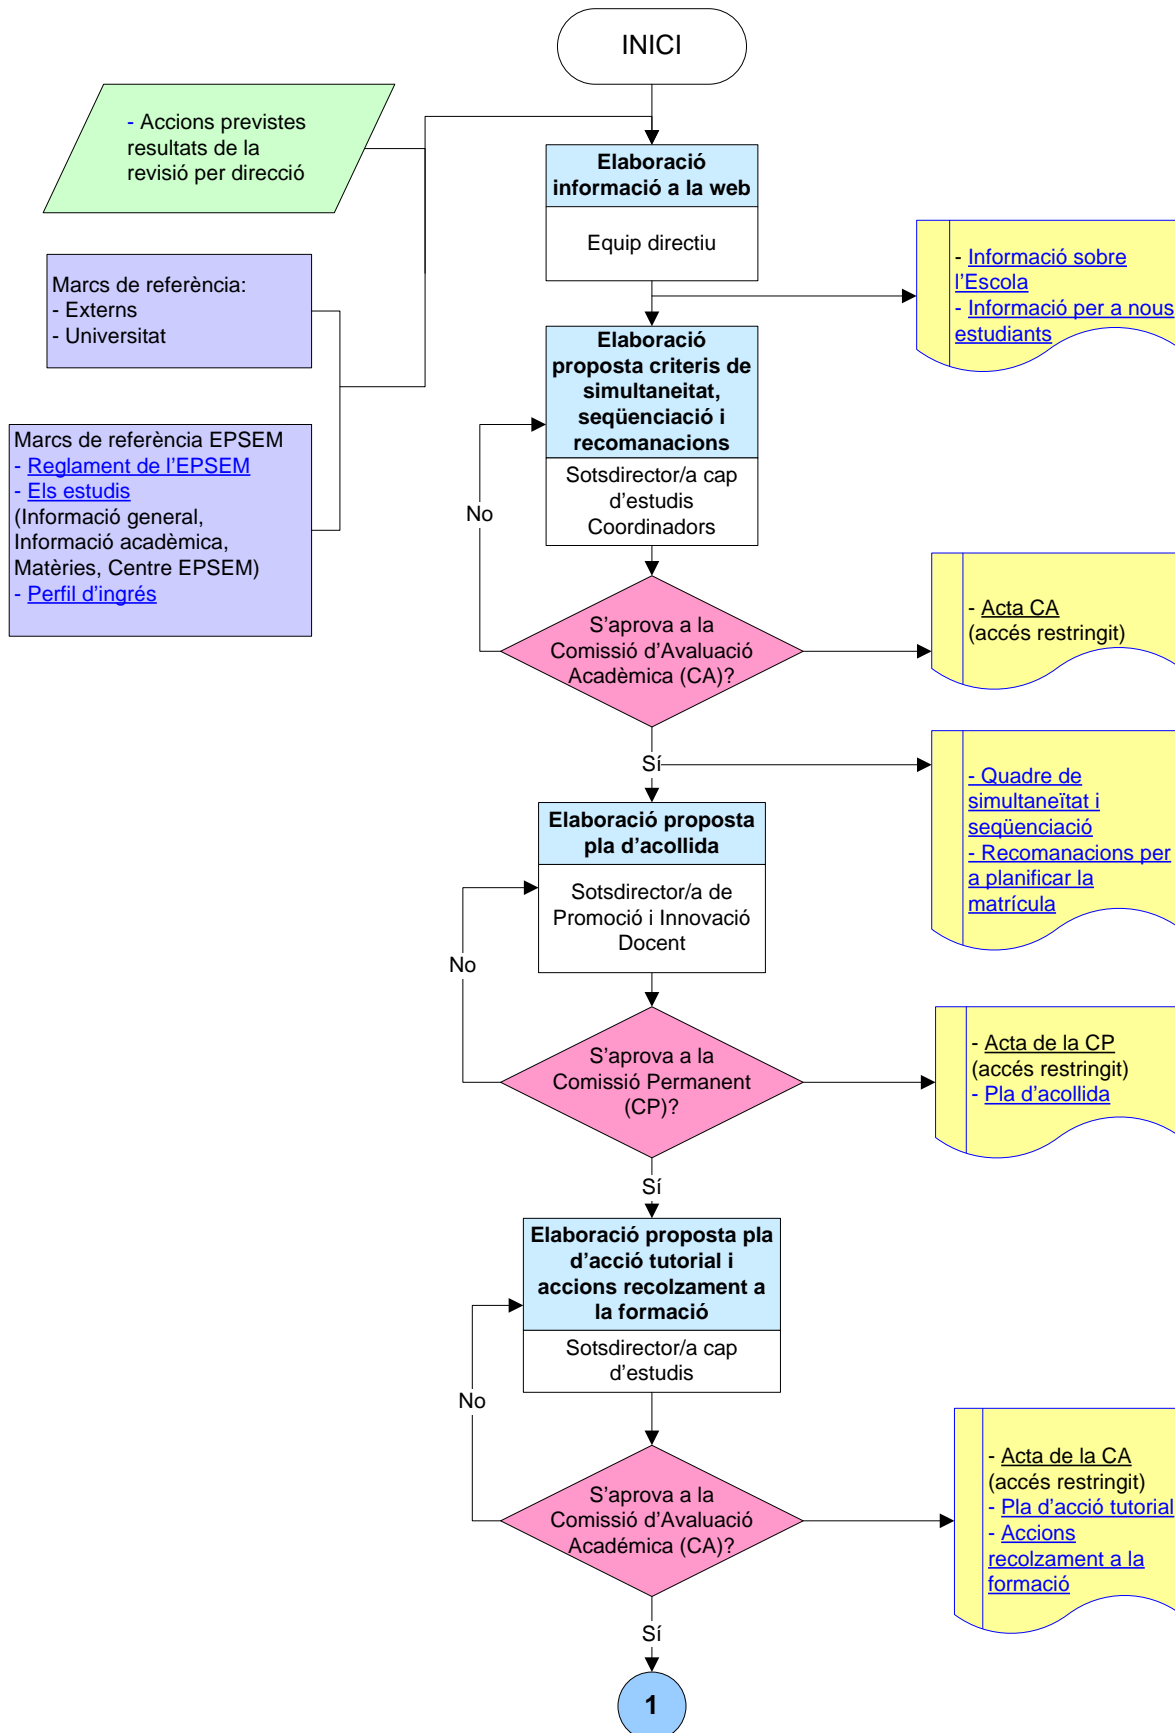 INICI
- Accions previstes
resultats de la
revisió per direcció
Elaboració
informació a la web
Equip directiu
Marcs de referència:
- Externs
- Universitat
- Informació sobre
l’Escola
- Informació per a nous
estudiants
Elaboració
proposta criteris de
simultaneitat,
seqüenciació i
recomanacions
Sotsdirector/a cap
d’estudis
Coordinadors
Marcs de referència EPSEM
- Reglament de l’EPSEM
- Els estudis
(Informació general,
Informació acadèmica,
Matèries, Centre EPSEM)
- Perfil d’ingrés
No
S’aprova a la
Comissió d’Avaluació
Acadèmica (CA)?
- Acta CA
(accés restringit)
Sí
- Quadre de
simultaneïtat i
seqüenciació
- Recomanacions per
a planificar la
matrícula
Elaboració proposta
pla d’acollida
Sotsdirector/a de
Promoció i Innovació
Docent
No
S’aprova a la
Comissió Permanent
(CP)?
- Acta de la CP
(accés restringit)
- Pla d’acollida
Sí
Elaboració proposta pla
d’acció tutorial i
accions recolzament a
la formació
Sotsdirector/a cap
d’estudis
No
S’aprova a la
Comissió d’Avaluació
Académica (CA)?
- Acta de la CA
(accés restringit)
- Pla d’acció tutorial
- Accions
recolzament a la
formació
Sí
1